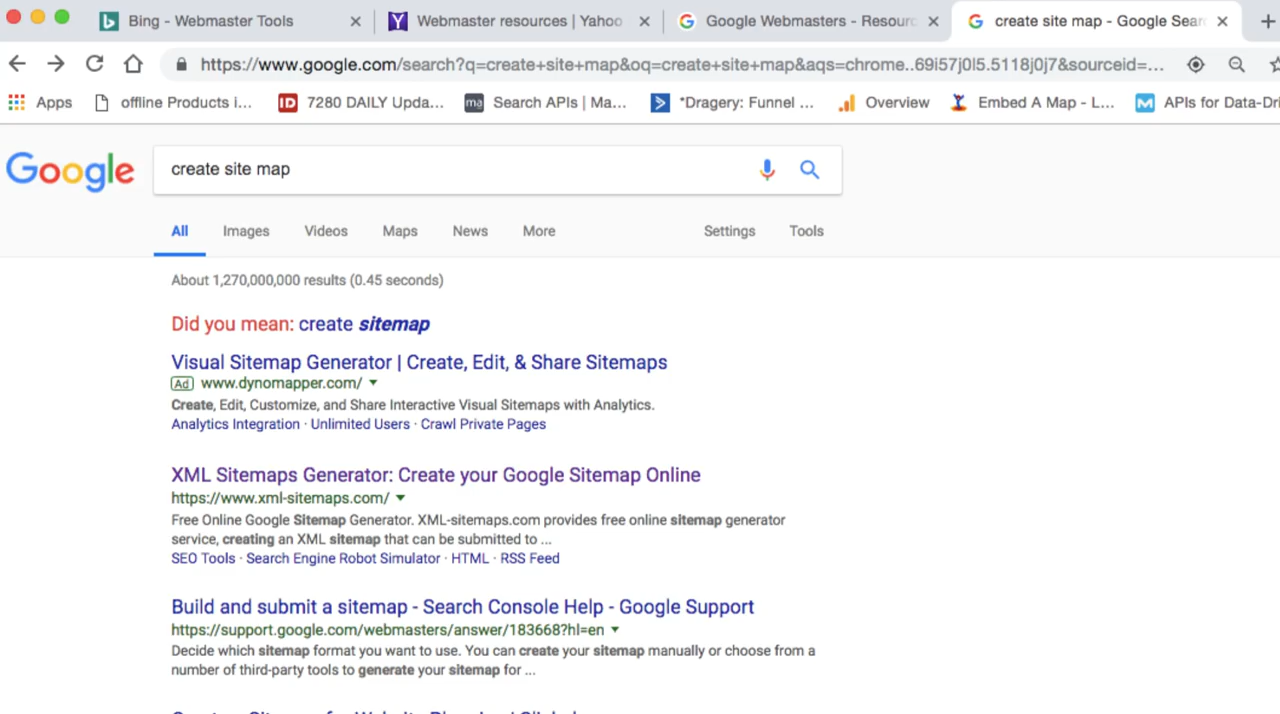 Bing - Webmaster Tools
Webmaster resources | Yahoo
Google Webmasters - Resourc
create site map - Google Sear
https://www.google.com/search?q=create+site+map&oq=create+site+map&aqs=chrome..69i57j0l5.5118j0j7&sourceid=...
Apps
offline Products i...
ID 7280 DAILY Upda...
ma Search APIs | Ma...
*Dragery: Funnel ...
Overview
Embed A Map - L...
M APIs for Data-Dri
Google
create site map
All Images Videos Maps News More Settings Tools
About 1,270,000,000 results (0.45 seconds)
Did you mean: create sitemap
Visual Sitemap Generator | Create, Edit, & Share Sitemaps
Ad www.dynomapper.com/
Create, Edit, Customize, and Share Interactive Visual Sitemaps with Analytics.
Analytics Integration · Unlimited Users · Crawl Private Pages
XML Sitemaps Generator: Create your Google Sitemap Online
https://www.xml-sitemaps.com/
Free Online Google Sitemap Generator. XML-sitemaps.com provides free online sitemap generator
service, creating an XML sitemap that can be submitted to ...
SEO Tools · Search Engine Robot Simulator · HTML · RSS Feed
Build and submit a sitemap - Search Console Help - Google Support
https://support.google.com/webmasters/answer/183668?hl=en
Decide which sitemap format you want to use. You can create your sitemap manually or choose from a
number of third-party tools to generate your sitemap for ...